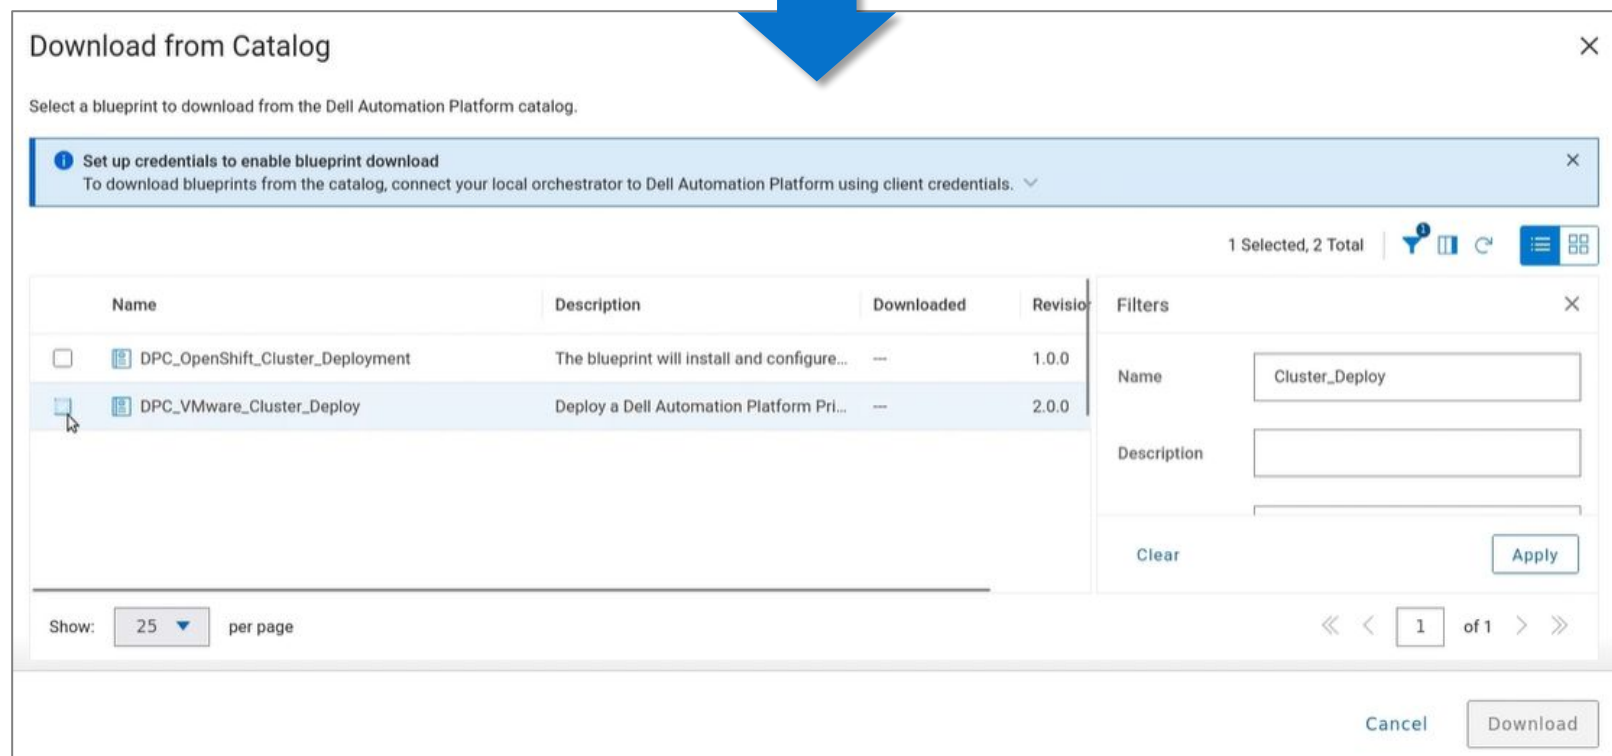 Download from Catalog
Select a blueprint to download from the Dell Automation Platform catalog.
Set up credentials to enable blueprint download
To download blueprints from the catalog, connect your local orchestrator to Dell Automation Platform using client credentials.
1 Selected, 2 Total
1
Name Description Downloaded Revisio
DPC_OpenShift_Cluster_Deployment The blueprint will install and configure... --- 1.0.0
DPC_VMware_Cluster_Deploy Deploy a Dell Automation Platform Pri... --- 2.0.0
Filters
Name Cluster_Deploy
Description
Clear Apply
Show: 25 per page
1 of 1
Cancel Download